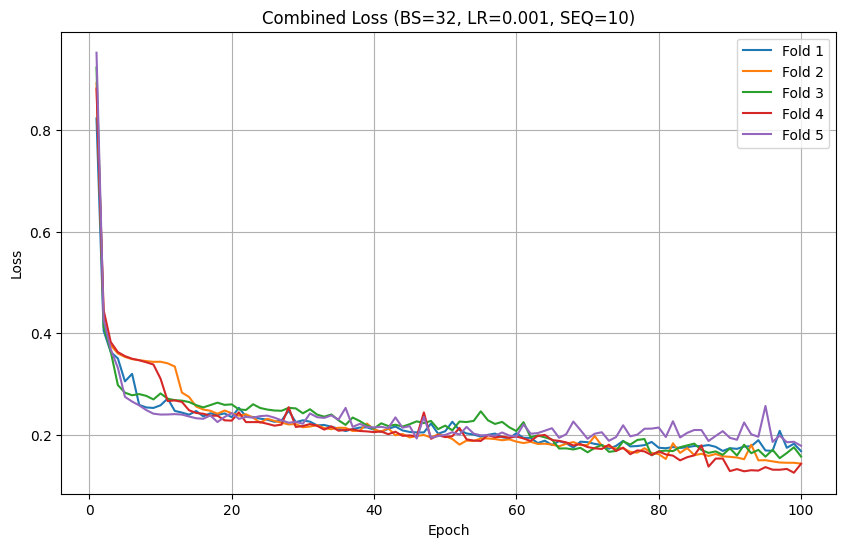 Combined Loss (BS=32, LR=0.001, SEQ=10)
Fold 1
Fold 2
Fold 3
Fold 4
Fold 5
Loss
0.8
0.6
0.4
0.2
0 20 40 60 80 100
Epoch